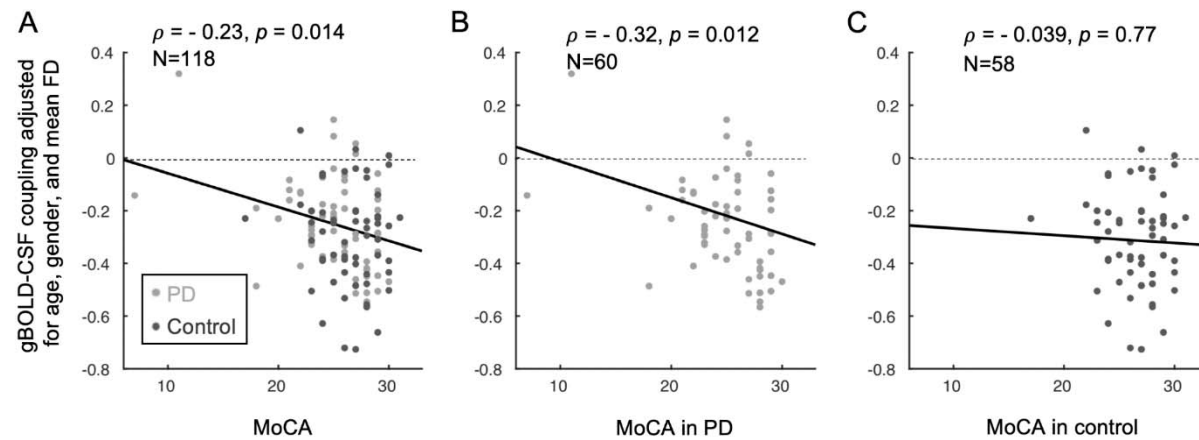 A
ρ = - 0.23, p = 0.014
N=118
gBOLD-CSF coupling adjusted
for age, gender, and mean FD
0.4
0.2
0
-0.2
-0.4
-0.6
-0.8
PD
Control
10
20
30
MoCA
B
ρ = - 0.32, p = 0.012
N=60
0.4
0.2
0
-0.2
-0.4
-0.6
-0.8
10
20
30
MoCA in PD
C
ρ = - 0.039, p = 0.77
N=58
0.4
0.2
0
-0.2
-0.4
-0.6
-0.8
10
20
30
MoCA in control